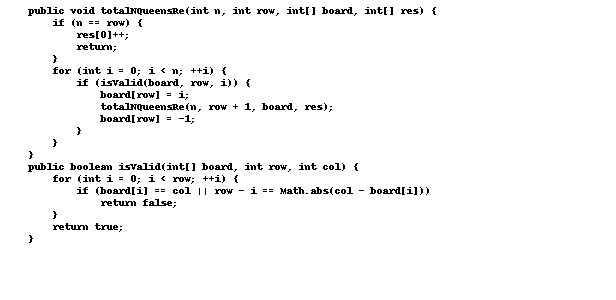 public void totalNQueensRe(int n, int row, int[] board, int[] res) {
    if (n == row) {
        res[0]++;
        return;
    }
    for (int i = 0; i < n; ++i) {
        if (isValid(board, row, i)) {
            board[row] = i;
            totalNQueensRe(n, row + 1, board, res);
            board[row] = -1;
        }
    }
}
public boolean isValid(int[] board, int row, int col) {
    for (int i = 0; i < row; ++i) {
        if (board[i] == col || row - i == Math.abs(col - board[i]))
            return false;
    }
    return true;
}